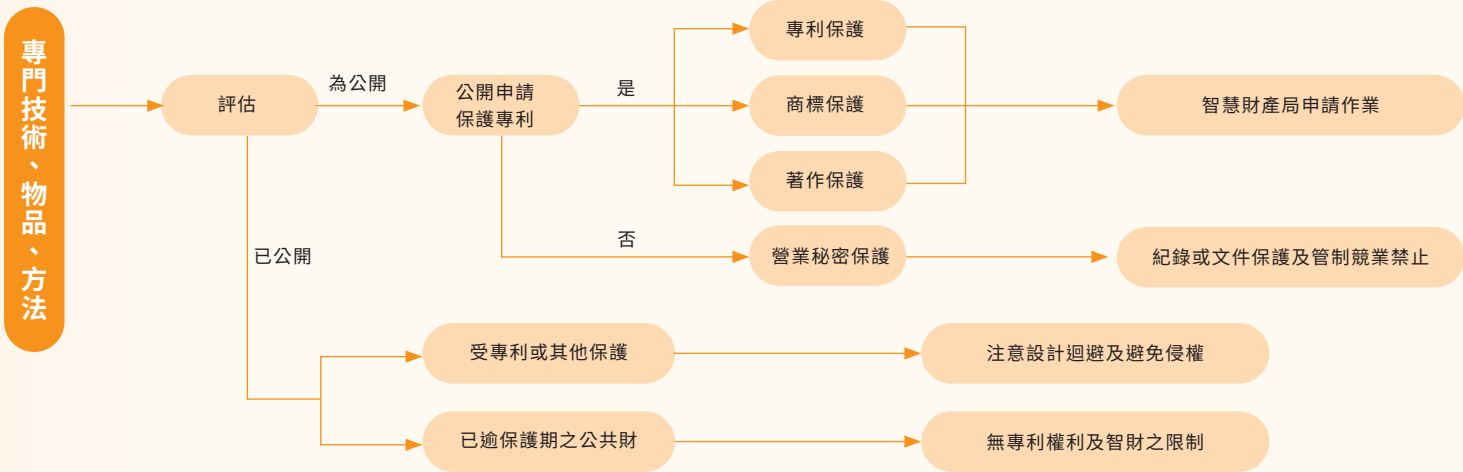 專門技術、物品、方法
評估
為公開
公開申請
保護專利
是
專利保護
商標保護
著作保護
智慧財產局申請作業
否
營業秘密保護
紀錄或文件保護及管制競業禁止
已公開
受專利或其他保護
注意設計迴避及避免侵權
已逾保護期之公共財
無專利權利及智財之限制